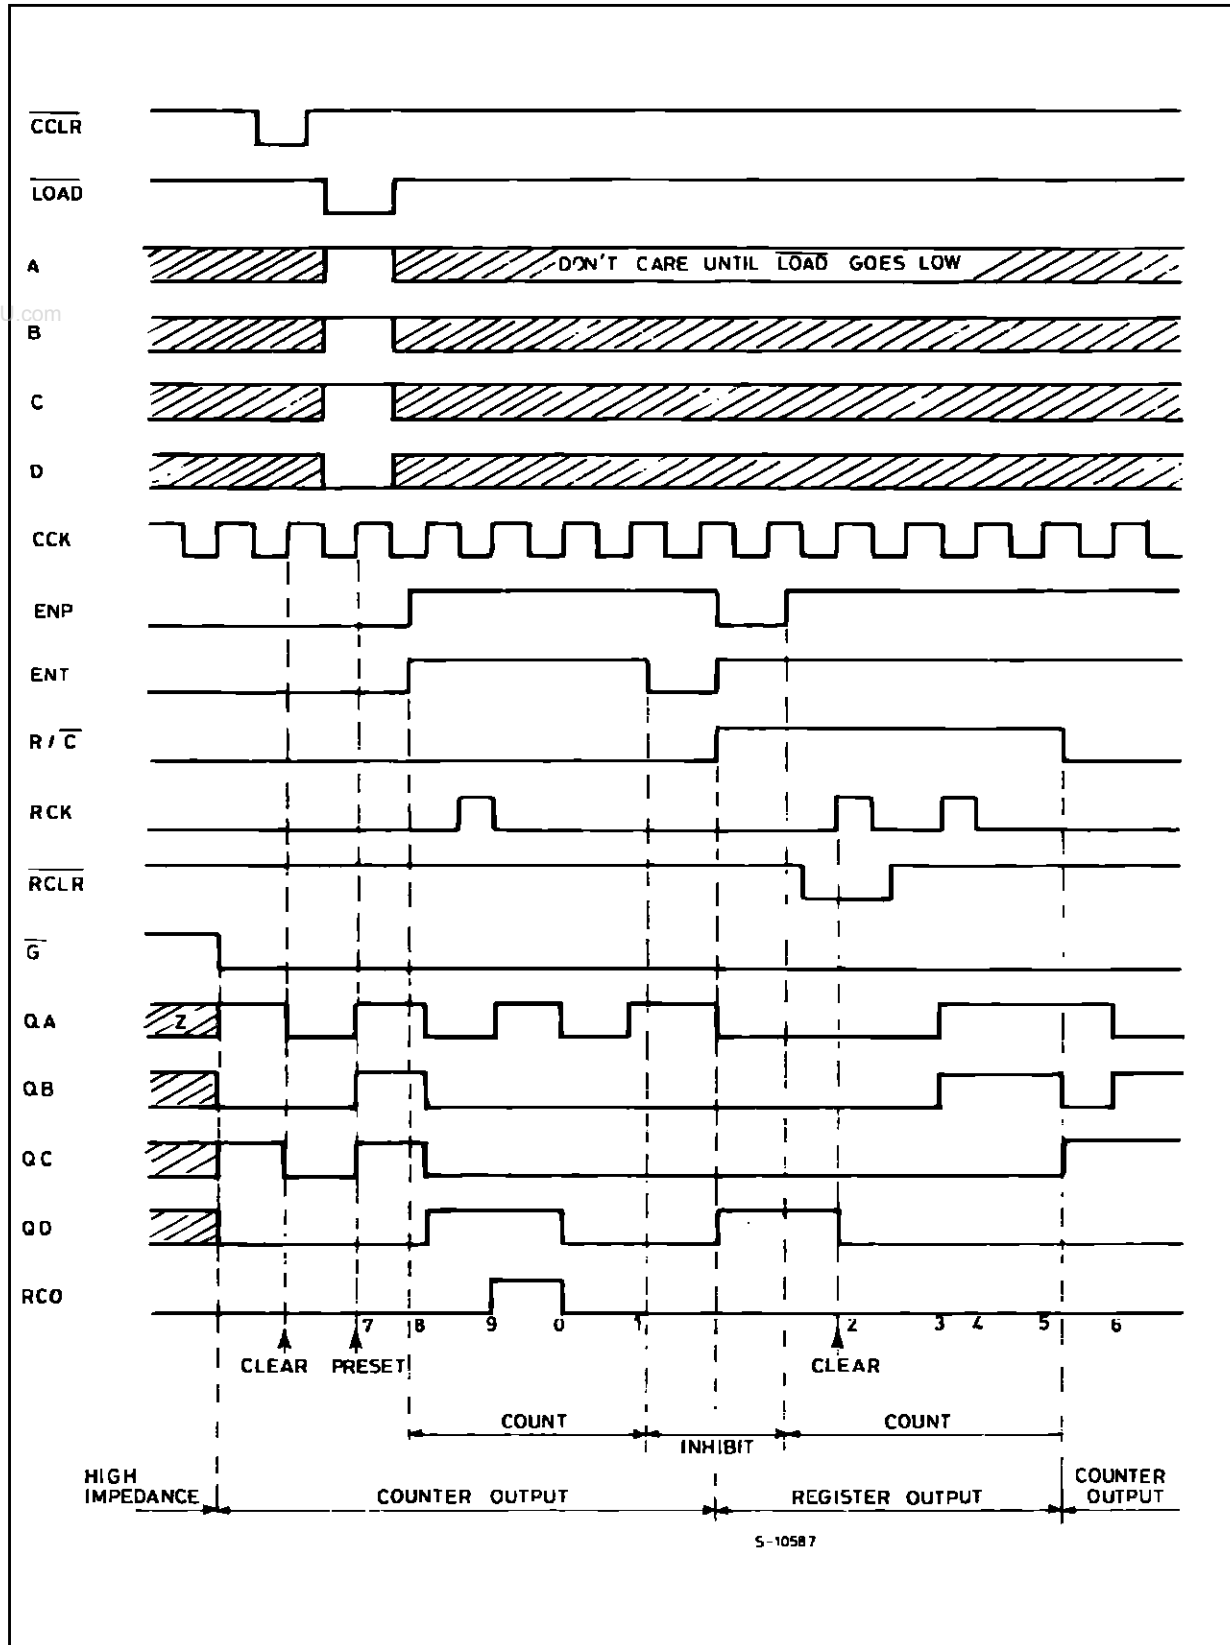 CCLR
LOAD
A DON'T CARE UNTIL LOAD GOES LOW
U.com
B
C
D
CCK
ENP
ENT
R / C
RCK
RCLR
G
QA Z
QB
QC
QD
RCO
7 8 9 0 1 2 3 4 5 6
CLEAR PRESET CLEAR
COUNT INHIBIT COUNT
HIGH IMPEDANCE COUNTER OUTPUT REGISTER OUTPUT COUNTER OUTPUT
S-10587